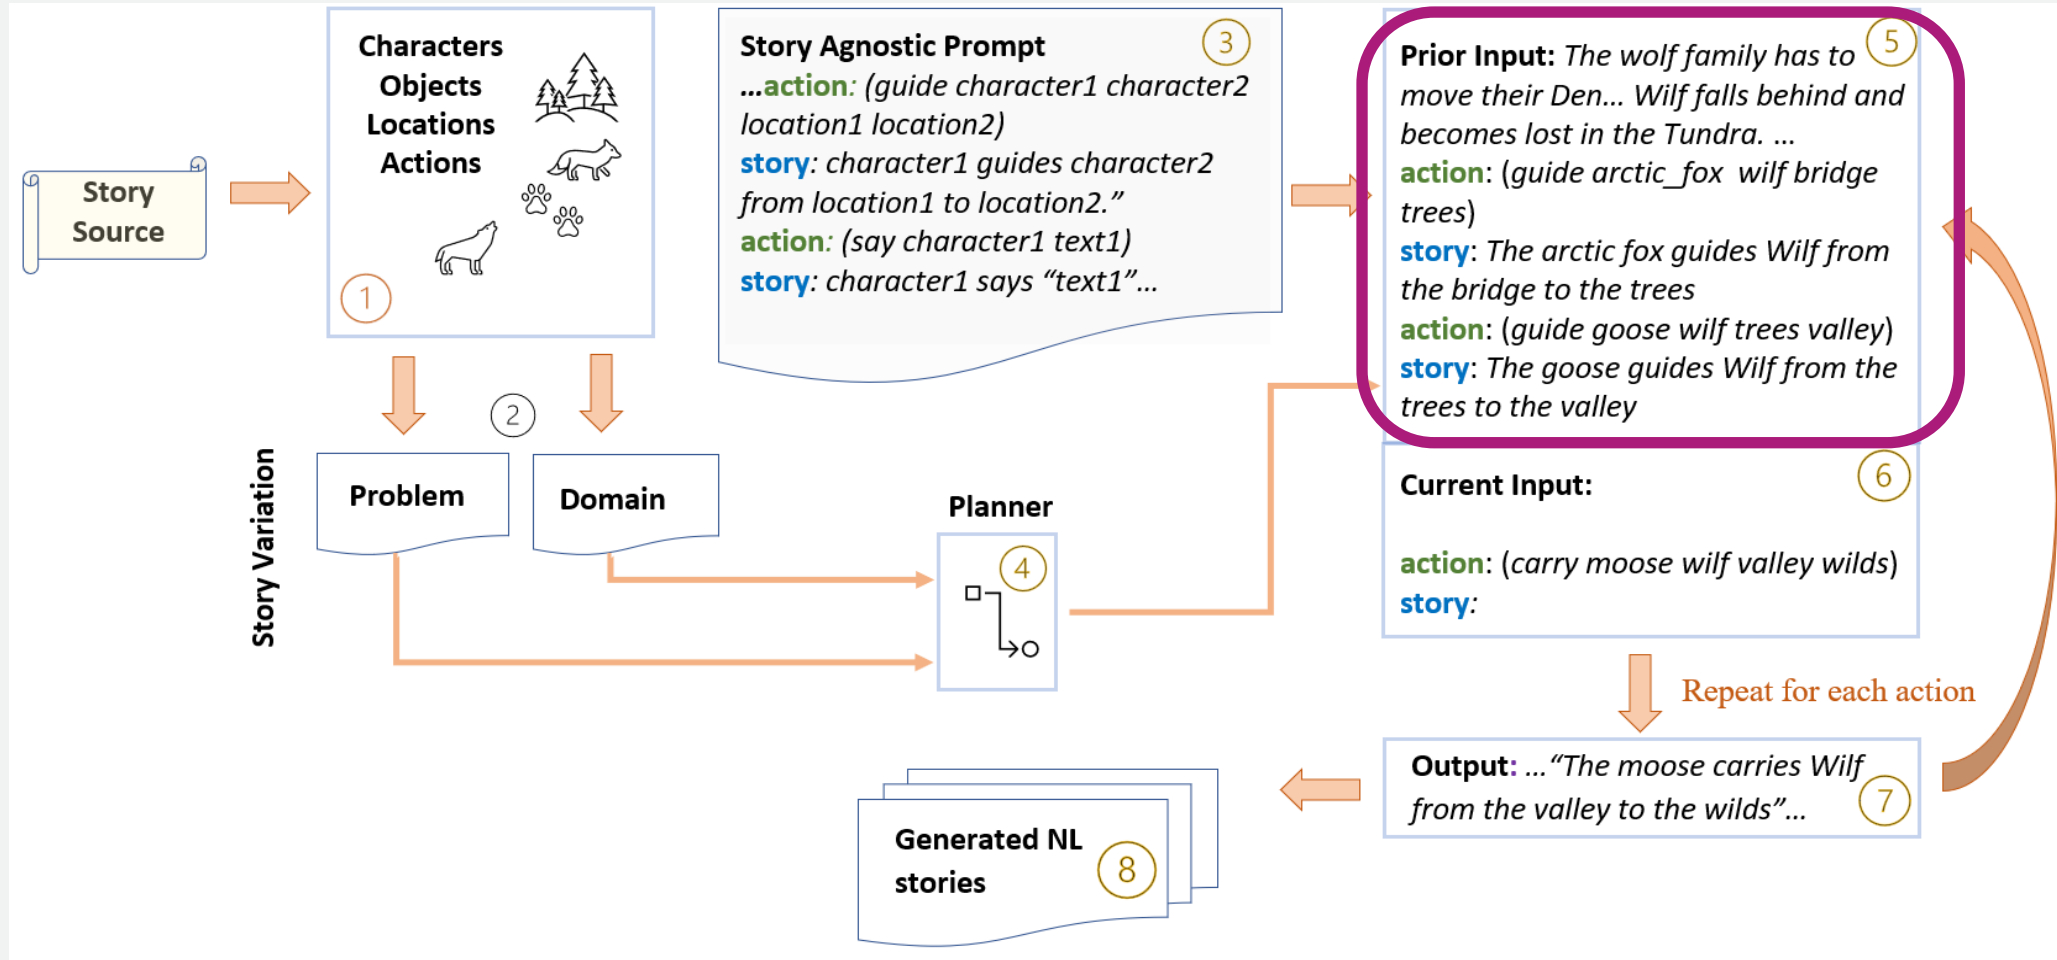 Story
Source
Characters
Objects
Locations
Actions
1
2
Story Variation
Problem
Domain
Story Agnostic Prompt
3
...action: (guide character1 character2
location1 location2)
story: character1 guides character2
from location1 to location2.”
action: (say character1 text1)
story: character1 says “text1”...
Planner
4
Prior Input: The wolf family has to
5
move their Den... Wilf falls behind and
becomes lost in the Tundra. ...
action: (guide arctic_fox wilf bridge
trees)
story: The arctic fox guides Wilf from
the bridge to the trees
action: (guide goose wilf trees valley)
story: The goose guides Wilf from the
trees to the valley
6
Current Input:
action: (carry moose wilf valley wilds)
story:
Repeat for each action
Output: ...“The moose carries Wilf
from the valley to the wilds”...
7
Generated NL
stories
8